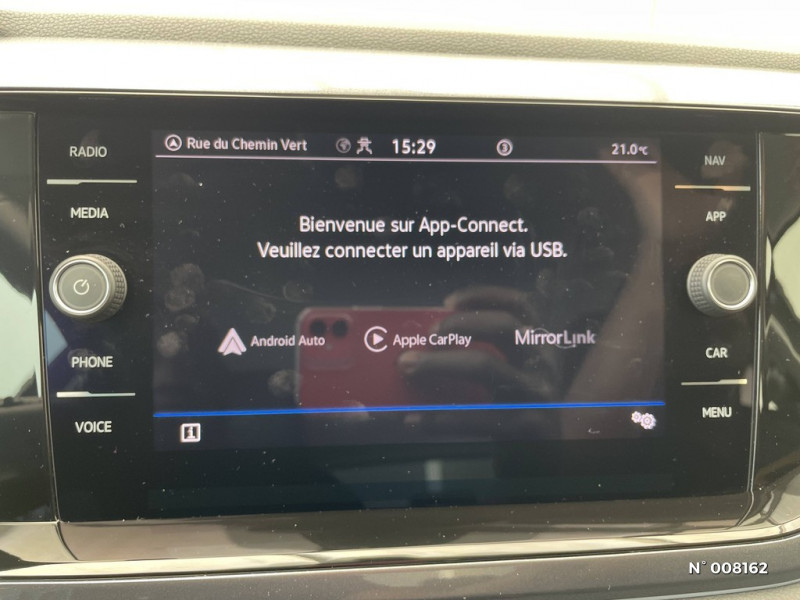 RADIO
MEDIA
PHONE
VOICE
Rue du Chemin Vert 15:29 3 21.0°C
Bienvenue sur App-Connect.
Veuillez connecter un appareil via USB.
Android Auto Apple CarPlay MirrorLink
i
NAV
APP
CAR
MENU
N° 008162